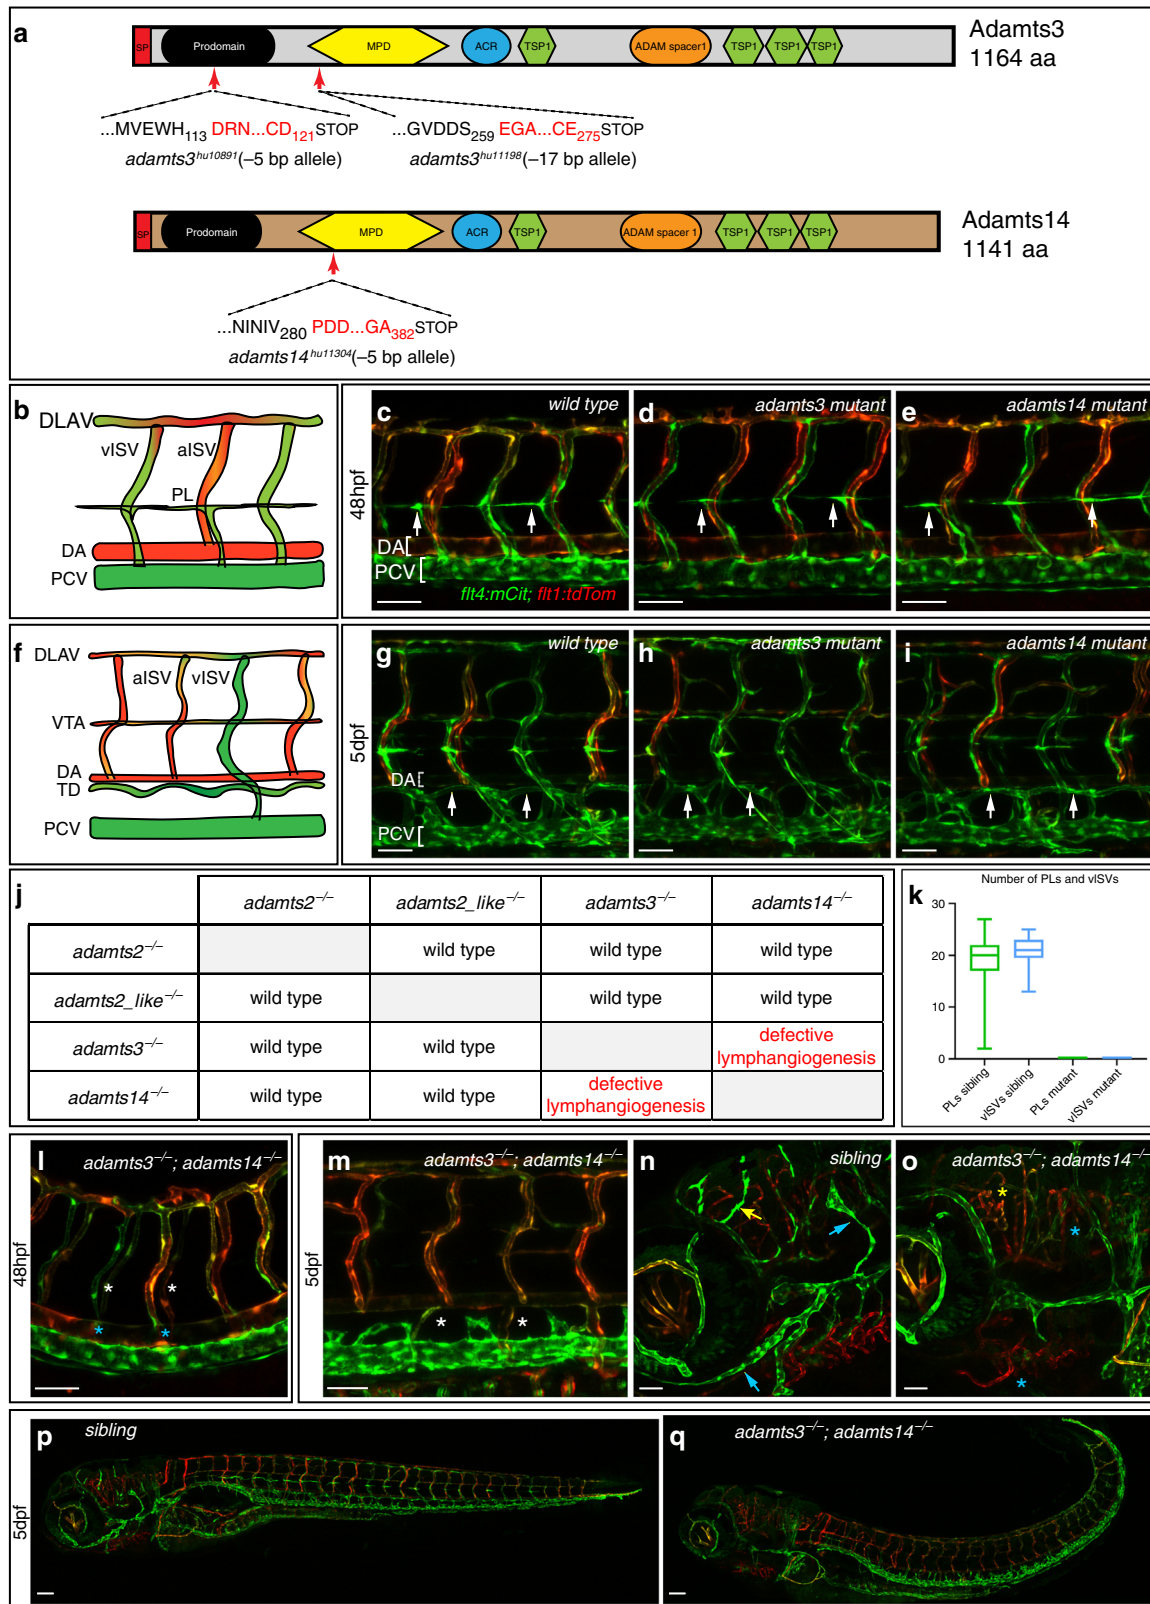 a
SP
Prodomain
MPD
ACR
TSP1
ADAM spacer1
TSP1
TSP1
TSP1
Adamts3
1164 aa
...MVEWH113 DRN...CD121STOP
adamts3hu10891(–5 bp allele)
...GVDDS259 EGA...CE275STOP
adamts3hu11198(–17 bp allele)
SP
Prodomain
MPD
ACR
TSP1
ADAM spacer 1
TSP1
TSP1
TSP1
Adamts14
1141 aa
...NINIV280 PDD...GA382STOP
adamts14hu11304(–5 bp allele)
b
DLAV
vISV
aISV
PL
DA
PCV
48hpf
c
wild type
DA
PCV
flt4:mCit; flt1:tdTom
d
adamts3 mutant
e
adamts14 mutant
f
DLAV
aISV
vISV
VTA
DA
TD
PCV
5dpf
g
wild type
DA
PCV
h
adamts3 mutant
i
adamts14 mutant
j
adamts2–/– adamts2_like–/– adamts3–/– adamts14–/–
adamts2–/– wild type wild type wild type
adamts2_like–/– wild type wild type wild type
adamts3–/– wild type wild type defective lymphangiogenesis
adamts14–/– wild type wild type defective lymphangiogenesis
k
Number of PLs and vISVs
30
20
10
0
PLs sibling
vISVs sibling
PLs mutant
vISVs mutant
48hpf
l
adamts3–/–; adamts14–/–
* *
* *
5dpf
m
adamts3–/–; adamts14–/–
* *
n
sibling
o
adamts3–/–; adamts14–/–
*
*
*
5dpf
p
sibling
q
adamts3–/–; adamts14–/–